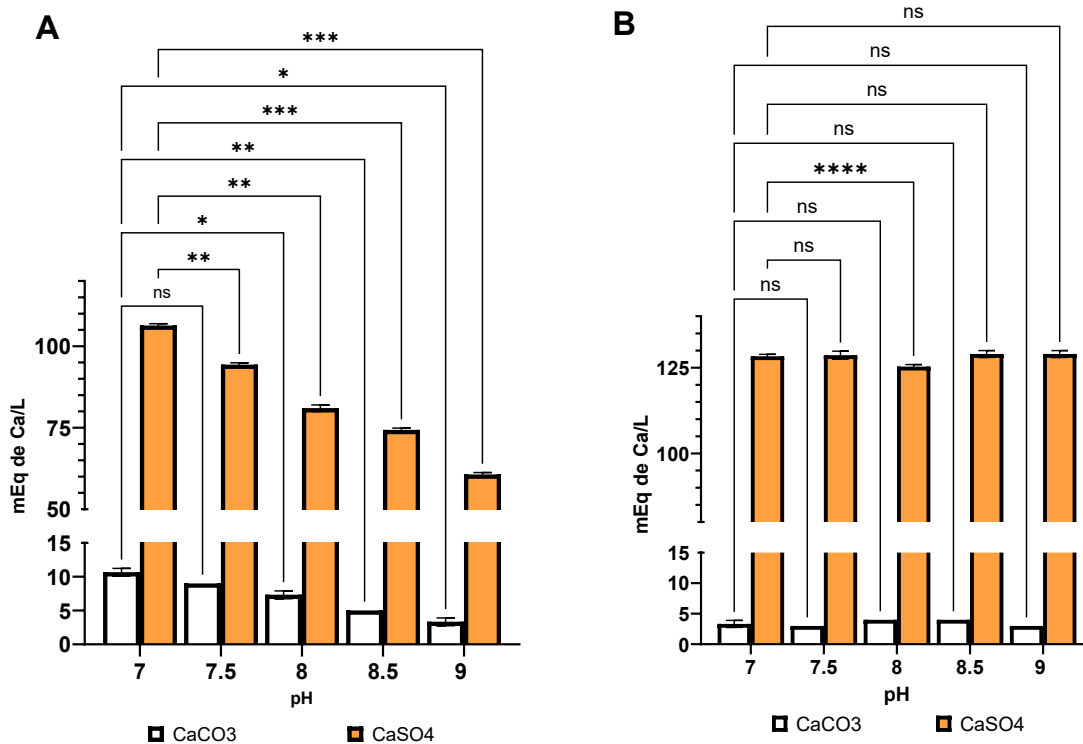 A
***
*
***
**
**
*
**
ns
100
75
50
15
10
5
0
mEq de Ca/L
7 7.5 8 8.5 9
pH
CaCO3 CaSO4
B
ns
ns
ns
ns
****
ns
ns
ns
125
100
15
10
5
0
mEq de Ca/L
7 7.5 8 8.5 9
pH
CaCO3 CaSO4